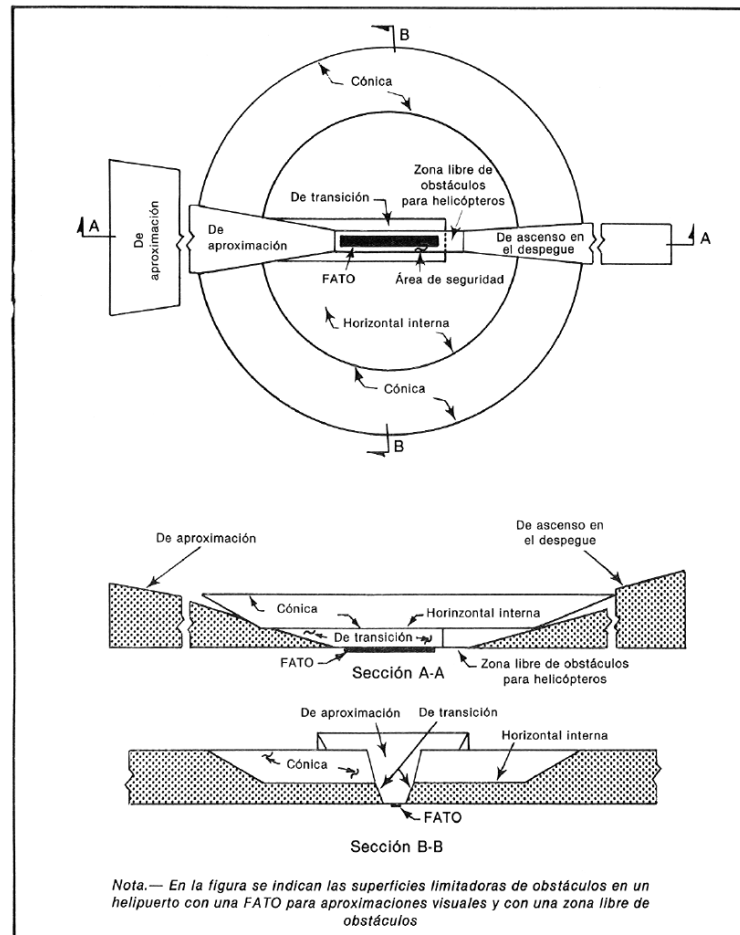 B
Cónica
Zona libre de
obstáculos
para helicópteros
De transición
A
De
aproximación
De
aproximación
De ascenso en
el despegue
A
FATO
Área de seguridad
Horizontal interna
Cónica
B
De aproximación
De ascenso en
el despegue
Cónica
Horinzontal interna
De transición
FATO
Zona libre de obstáculos
para helicópteros
Sección A-A
De aproximación
De transición
Horizontal interna
Cónica
FATO
Sección B-B
Nota.— En la figura se indican las superficies limitadoras de obstáculos en un
helipuerto con una FATO para aproximaciones visuales y con una zona libre de
obstáculos